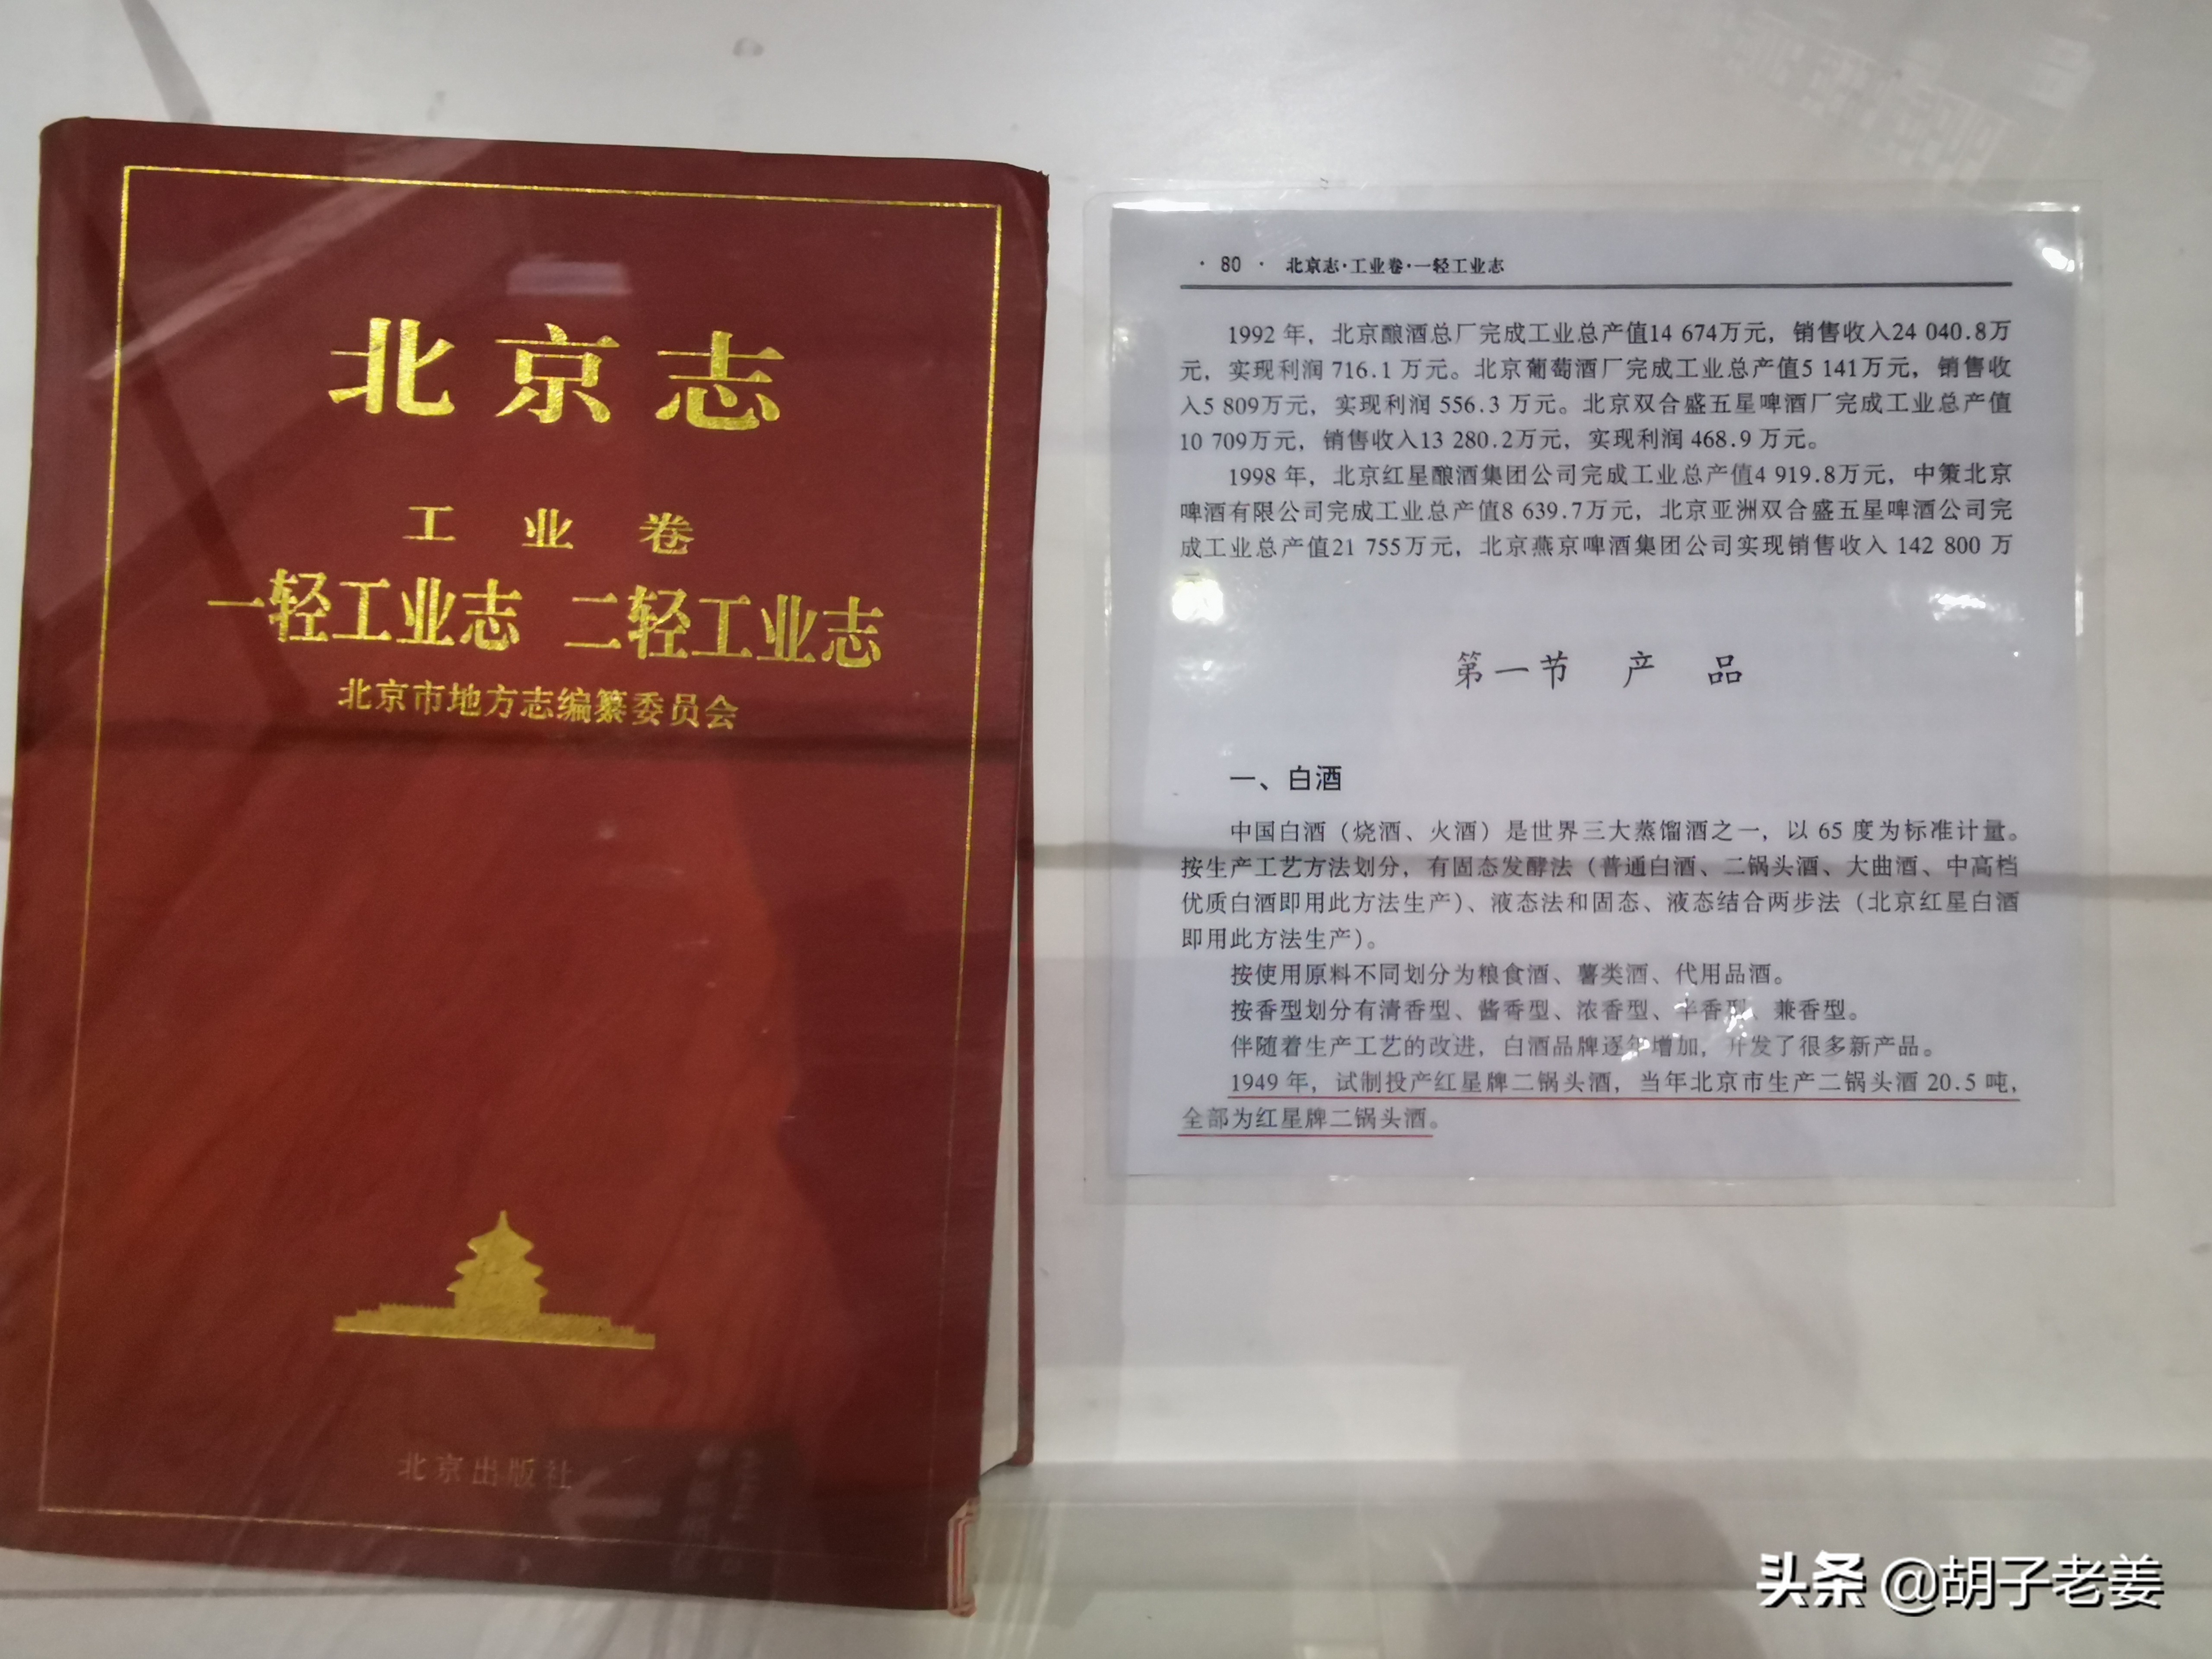 北京志
工业卷
一轻工业志 二轻工业志
北京市地方志编纂委员会
北京出版社
· 80 · 北京志·工业卷·一轻工业志
1992 年，北京酿酒总厂完成工业总产值14 674万元，销售收入24 040.8万
元，实现利润 716.1 万元。北京葡萄酒厂完成工业总产值5 141万元，销售收
入5 809万元，实现利润 556.3 万元。北京双合盛五星啤酒厂完成工业总产值
10 709万元，销售收入13 280.2万元，实现利润 468.9 万元。
1998 年，北京红星酿酒集团公司完成工业总产值4 919.8万元，中策北京
啤酒有限公司完成工业总产值8 639.7万元，北京亚洲双合盛五星啤酒公司完
成工业总产值21 755万元，北京燕京啤酒集团公司实现销售收入 142 800 万
第一节 产 品
一、白酒
中国白酒（烧酒、火酒）是世界三大蒸馏酒之一，以 65 度为标准计量。
按生产工艺方法划分，有固态发酵法（普通白酒、二锅头酒、大曲酒、中高档
优质白酒即用此方法生产）、液态法和固态、液态结合两步法（北京红星白酒
即用此方法生产）。
按使用原料不同划分为粮食酒、薯类酒、代用品酒。
按香型划分有清香型、酱香型、浓香型、香型、兼香型。
伴随着生产工艺的改进，白酒品牌逐年增加，开发了很多新产品。
1949 年，试制投产红星牌二锅头酒，当年北京市生产二锅头酒 20.5 吨，
全部为红星牌二锅头酒。
头条 @胡子老姜